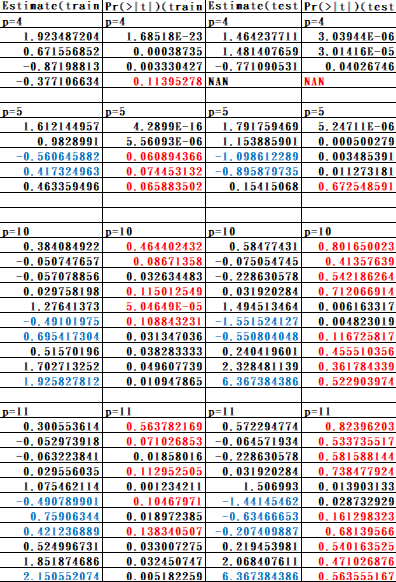 Estimate(train Pr(>|t|)(train Estimate(test Pr(>|t|)(test
p=4 p=4 p=4 p=4
1.923487204 1.68518E-23 1.464237711 3.03944E-06
0.671556852 0.00038735 1.481407659 3.01416E-05
-0.87198813 0.003330427 -0.771090531 0.04026746
-0.377106634 0.11395278 NAN NAN
p=5 p=5 p=5 p=5
1.612144957 4.2899E-16 1.791759469 5.24711E-06
0.9828991 5.56093E-06 1.153885901 0.000500279
-0.560645882 0.060894366 -1.098612289 0.003485391
0.417324963 0.074453132 -0.895879735 0.011273181
0.463359496 0.065883502 0.15415068 0.672548591
p=10 p=10 p=10 p=10
0.384084922 0.464402432 0.58477431 0.801650023
-0.050747657 0.08671358 -0.075054745 0.41357639
-0.057078856 0.032634483 -0.228630578 0.542186264
0.029758198 0.115012549 0.031920284 0.712066914
1.27641373 5.04649E-05 1.494513464 0.006163317
-0.49101975 0.108843231 -1.551524127 0.004823019
0.695417304 0.031347036 -0.550804048 0.116725817
0.51570196 0.038283333 0.240419601 0.455510356
1.702713252 0.049607739 2.328481139 0.361784339
1.925827812 0.010947865 6.367384386 0.522903974
p=11 p=11 p=11 p=11
0.300553614 0.563782169 0.572294774 0.82396203
-0.052973918 0.071026853 -0.064571934 0.533735517
-0.063223841 0.01858016 -0.228630578 0.581588144
0.029556035 0.112952505 0.031920284 0.738477924
1.075462114 0.001234211 1.506993 0.013903133
-0.490789901 0.10467971 -1.44145462 0.028732929
0.75906344 0.018972385 -0.63466653 0.161298323
0.421236889 0.138340507 -0.207409887 0.68139566
0.524996731 0.033007275 0.219453981 0.540163525
1.851874686 0.032450747 2.068407611 0.471026876
2.150552074 0.005182259 6.367384386 0.563555167